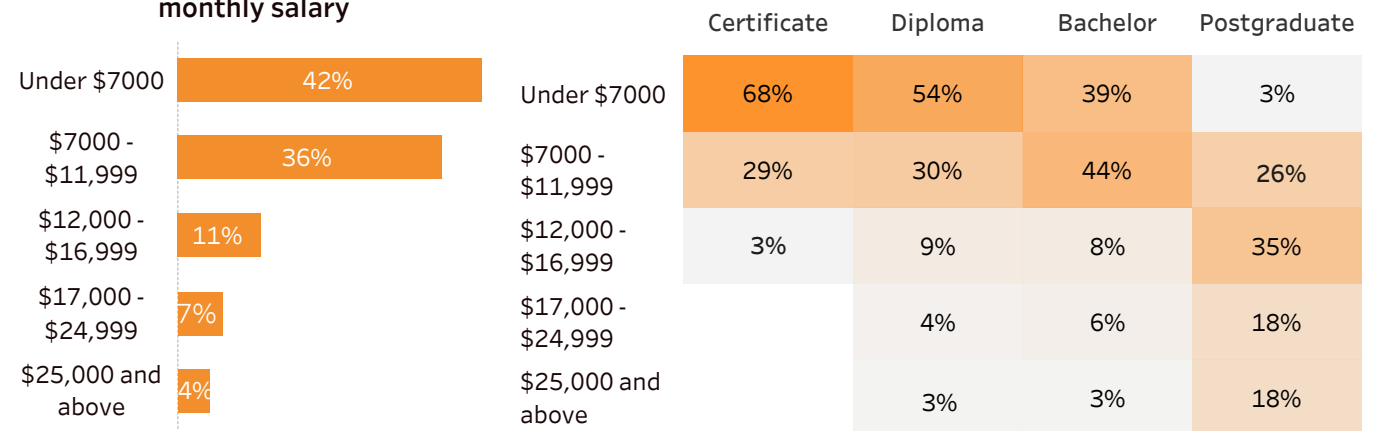 monthly salary
Under $7000
42%
$7000 -
$11,999
36%
$12,000 -
$16,999
11%
$17,000 -
$24,999
7%
$25,000 and
above
4%
Certificate Diploma Bachelor Postgraduate
Under $7000 68% 54% 39% 3%
$7000 -
$11,999
29% 30% 44% 26%
$12,000 -
$16,999
3% 9% 8% 35%
$17,000 -
$24,999
4% 6% 18%
$25,000 and
above
3% 3% 18%